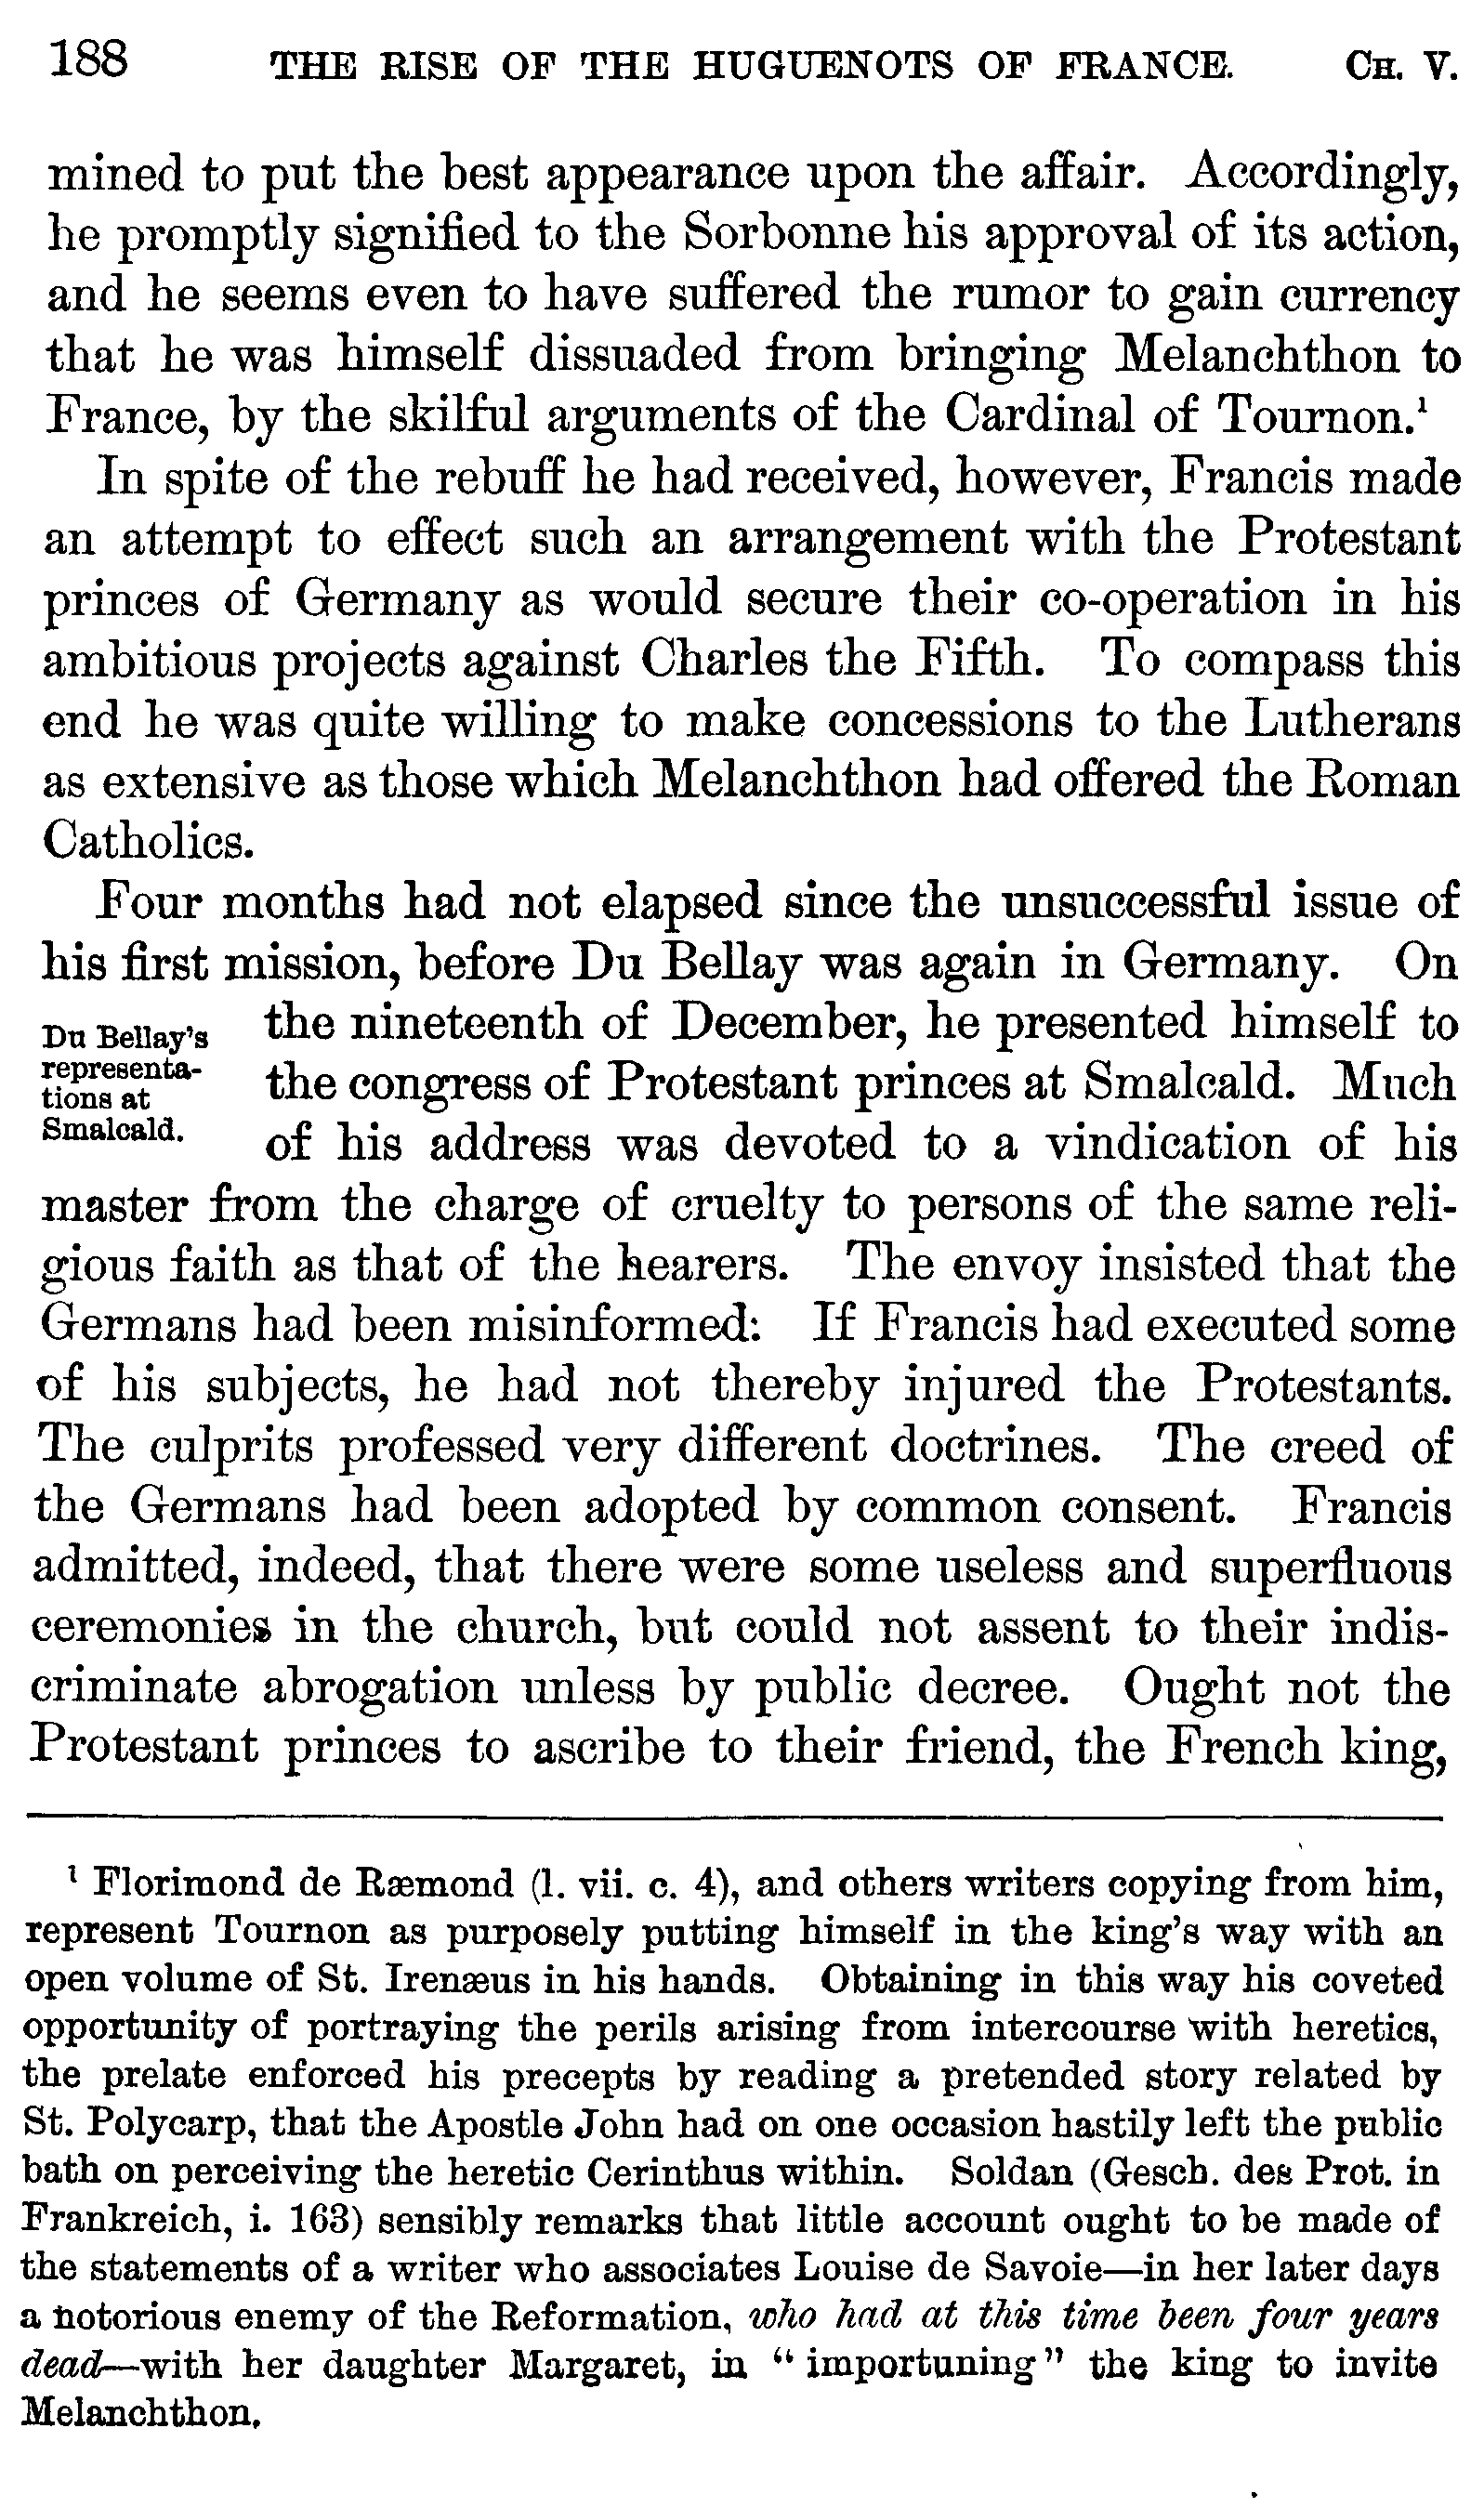 188 THE RISE OF THE HUGUENOTS OF FRANCE. CH. V.
mined to put the best appearance upon the affair. Accordingly,
he promptly signified to the Sorbonne his approval of its action,
and he seems even to have suffered the rumor to gain currency
that he was himself dissuaded from bringing Melanchthon to
France, by the skilful arguments of the Cardinal of Tournon.¹
In spite of the rebuff he had received, however, Francis made
an attempt to effect such an arrangement with the Protestant
princes of Germany as would secure their co-operation in his
ambitious projects against Charles the Fifth. To compass this
end he was quite willing to make concessions to the Lutherans
as extensive as those which Melanchthon had offered the Roman
Catholics.
Four months had not elapsed since the unsuccessful issue of
his first mission, before Du Bellay was again in Germany. On
Du Bellay's
representa-
tions at
Smalcald.
the nineteenth of December, he presented himself to
the congress of Protestant princes at Smalcald. Much
of his address was devoted to a vindication of his
master from the charge of cruelty to persons of the same reli-
gious faith as that of the hearers. The envoy insisted that the
Germans had been misinformed: If Francis had executed some
of his subjects, he had not thereby injured the Protestants.
The culprits professed very different doctrines. The creed of
the Germans had been adopted by common consent. Francis
admitted, indeed, that there were some useless and superfluous
ceremonies in the church, but could not assent to their indis-
criminate abrogation unless by public decree. Ought not the
Protestant princes to ascribe to their friend, the French king,
¹ Florimond de Ræmond (l. vii. c. 4), and others writers copying from him,
represent Tournon as purposely putting himself in the king's way with an
open volume of St. Irenæus in his hands. Obtaining in this way his coveted
opportunity of portraying the perils arising from intercourse with heretics,
the prelate enforced his precepts by reading a pretended story related by
St. Polycarp, that the Apostle John had on one occasion hastily left the public
bath on perceiving the heretic Cerinthus within. Soldan (Gesch. des Prot. in
Frankreich, i. 163) sensibly remarks that little account ought to be made of
the statements of a writer who associates Louise de Savoie—in her later days
a notorious enemy of the Reformation, who had at this time been four years
dead—with her daughter Margaret, in "importuning" the king to invite
Melanchthon.